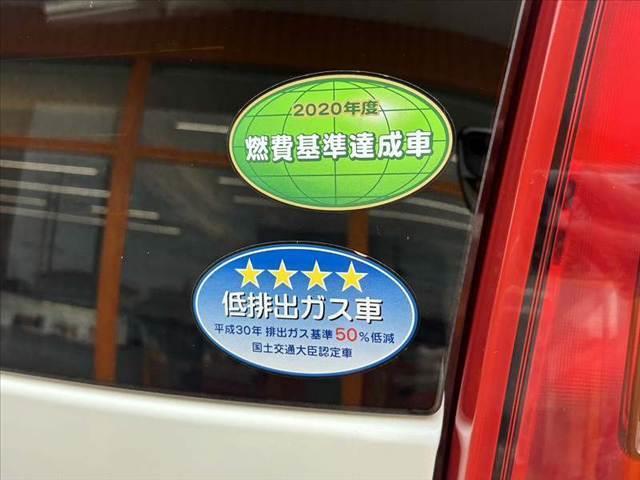 2020年度
燃費基準達成車
低排出ガス車
平成30年 排出ガス基準50%低減
国土交通大臣認定車